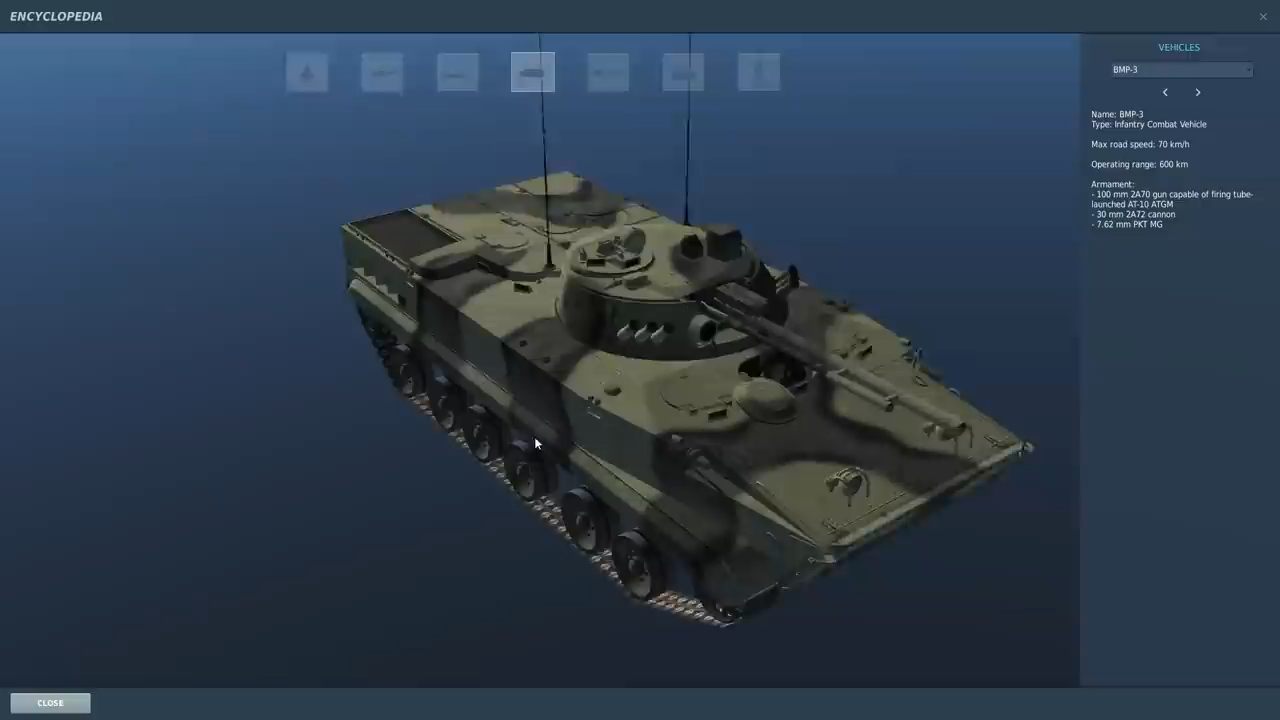 ENCYCLOPEDIA
VEHICLES
BMP-3
Name: BMP-3
Type: Infantry Combat Vehicle
Max road speed: 70 km/h
Operating range: 600 km
Armament:
- 100 mm 2A70 gun capable of firing tube-
launched AT-10 ATGM
- 30 mm 2A72 cannon
- 7.62 mm PKT MG
CLOSE